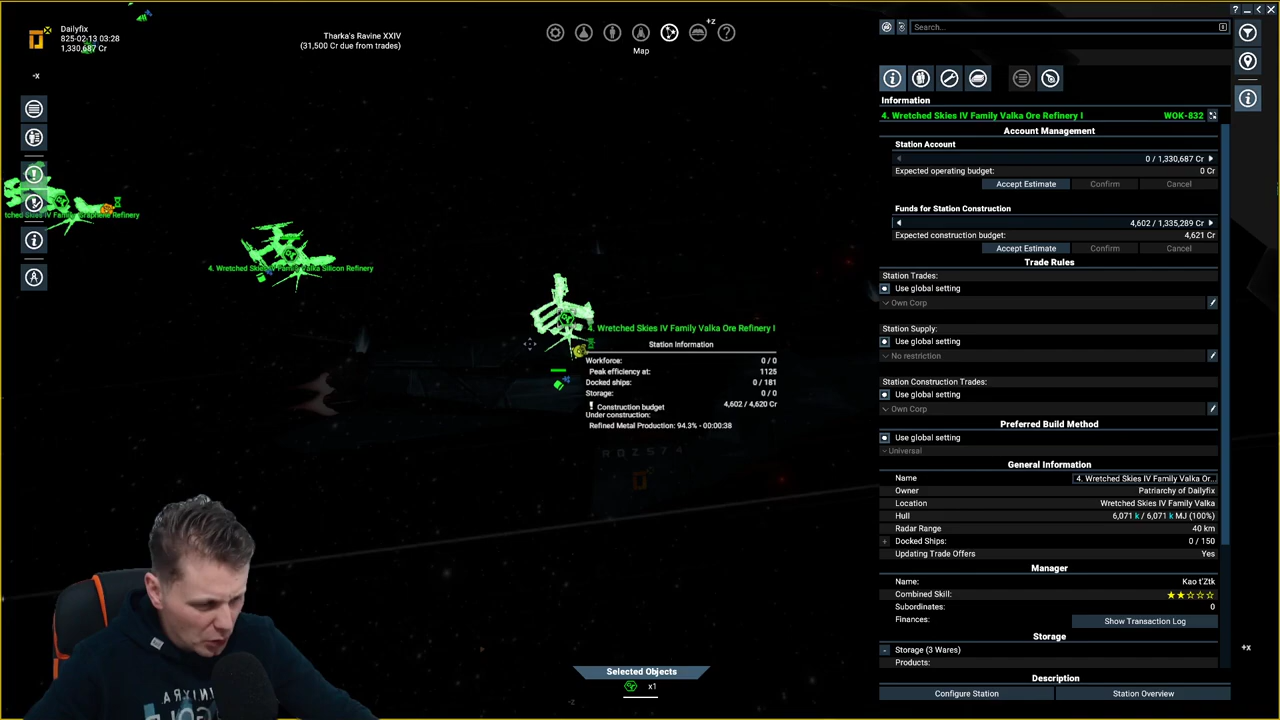 Dailyfix
825-02-13 03:28
1,330,687 Cr
-x
Tharka's Ravine XXIV
(31,500 Cr due from trades)
+z
Map
tched Skies IV Family Graphene Refinery
4. Wretched Skies IV Family Valka Silicon Refinery
4. Wretched Skies IV Family Valka Ore Refinery I
Station Information
Workforce: 0 / 0
Peak efficiency at: 1125
Docked ships: 0 / 181
Storage: 0 / 0
! Construction budget 4,602 / 4,620 Cr
Under construction:
Refined Metal Production: 94.3% - 00:00:38
Selected Objects
x1
-z
Search...
Information
4. Wretched Skies IV Family Valka Ore Refinery I WOK-832
Account Management
Station Account
0 / 1,330,687 Cr
Expected operating budget: 0 Cr
Accept Estimate Confirm Cancel
Funds for Station Construction
4,602 / 1,335,289 Cr
Expected construction budget: 4,621 Cr
Accept Estimate Confirm Cancel
Trade Rules
Station Trades:
Use global setting
Own Corp
Station Supply:
Use global setting
No restriction
Station Construction Trades:
Use global setting
Own Corp
Preferred Build Method
Use global setting
Universal
General Information
Name 4. Wretched Skies IV Family Valka Or...
Owner Patriarchy of Dailyfix
Location Wretched Skies IV Family Valka
Hull 6,071 k / 6,071 k MJ (100%)
Radar Range 40 km
+ Docked Ships: 0 / 150
Updating Trade Offers Yes
Manager
Name: Kao t'Ztk
Combined Skill: ★★☆☆☆
Subordinates: 0
Finances: Show Transaction Log
Storage
- Storage (3 Wares)
Products:
Description
Configure Station Station Overview
+x